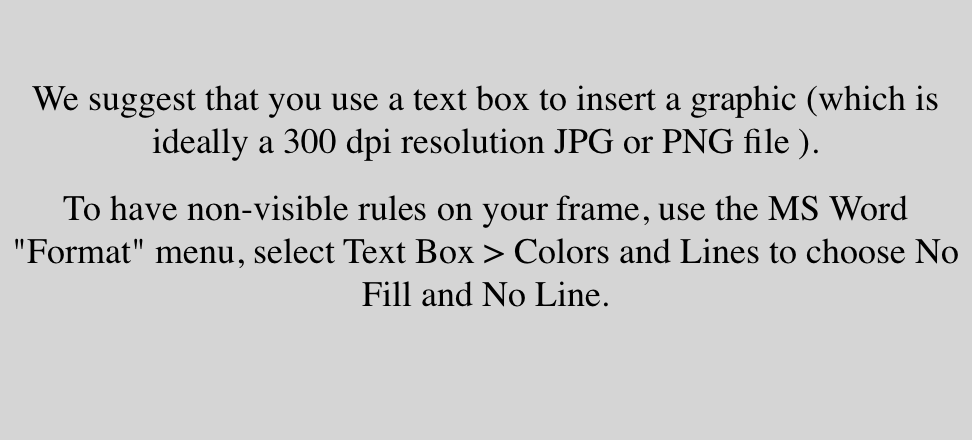 We suggest that you use a text box to insert a graphic (which is
ideally a 300 dpi resolution JPG or PNG file ).
To have non-visible rules on your frame, use the MS Word
"Format" menu, select Text Box > Colors and Lines to choose No
Fill and No Line.